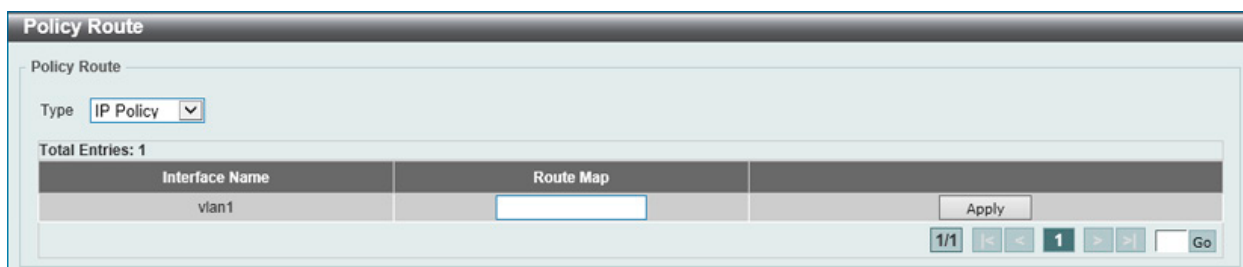 Policy Route
Policy Route
Type IP Policy
Total Entries: 1
Interface Name Route Map
vlan1 Apply
1/1 |< < 1 > >| Go